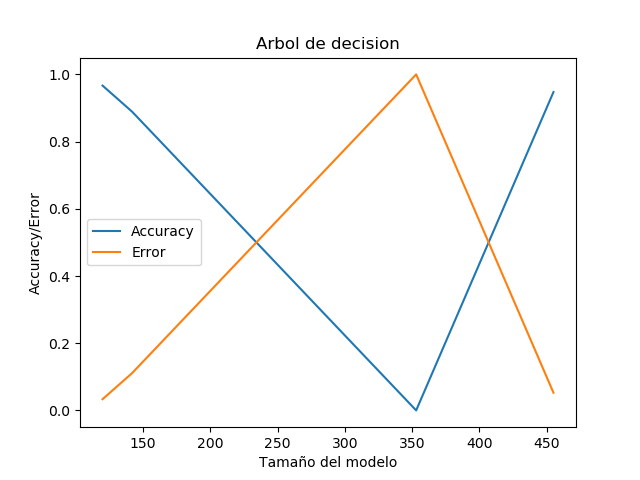 Arbol de decision
Accuracy/Error
1.0
0.8
0.6
0.4
0.2
0.0
Accuracy
Error
150 200 250 300 350 400 450
Tamaño del modelo